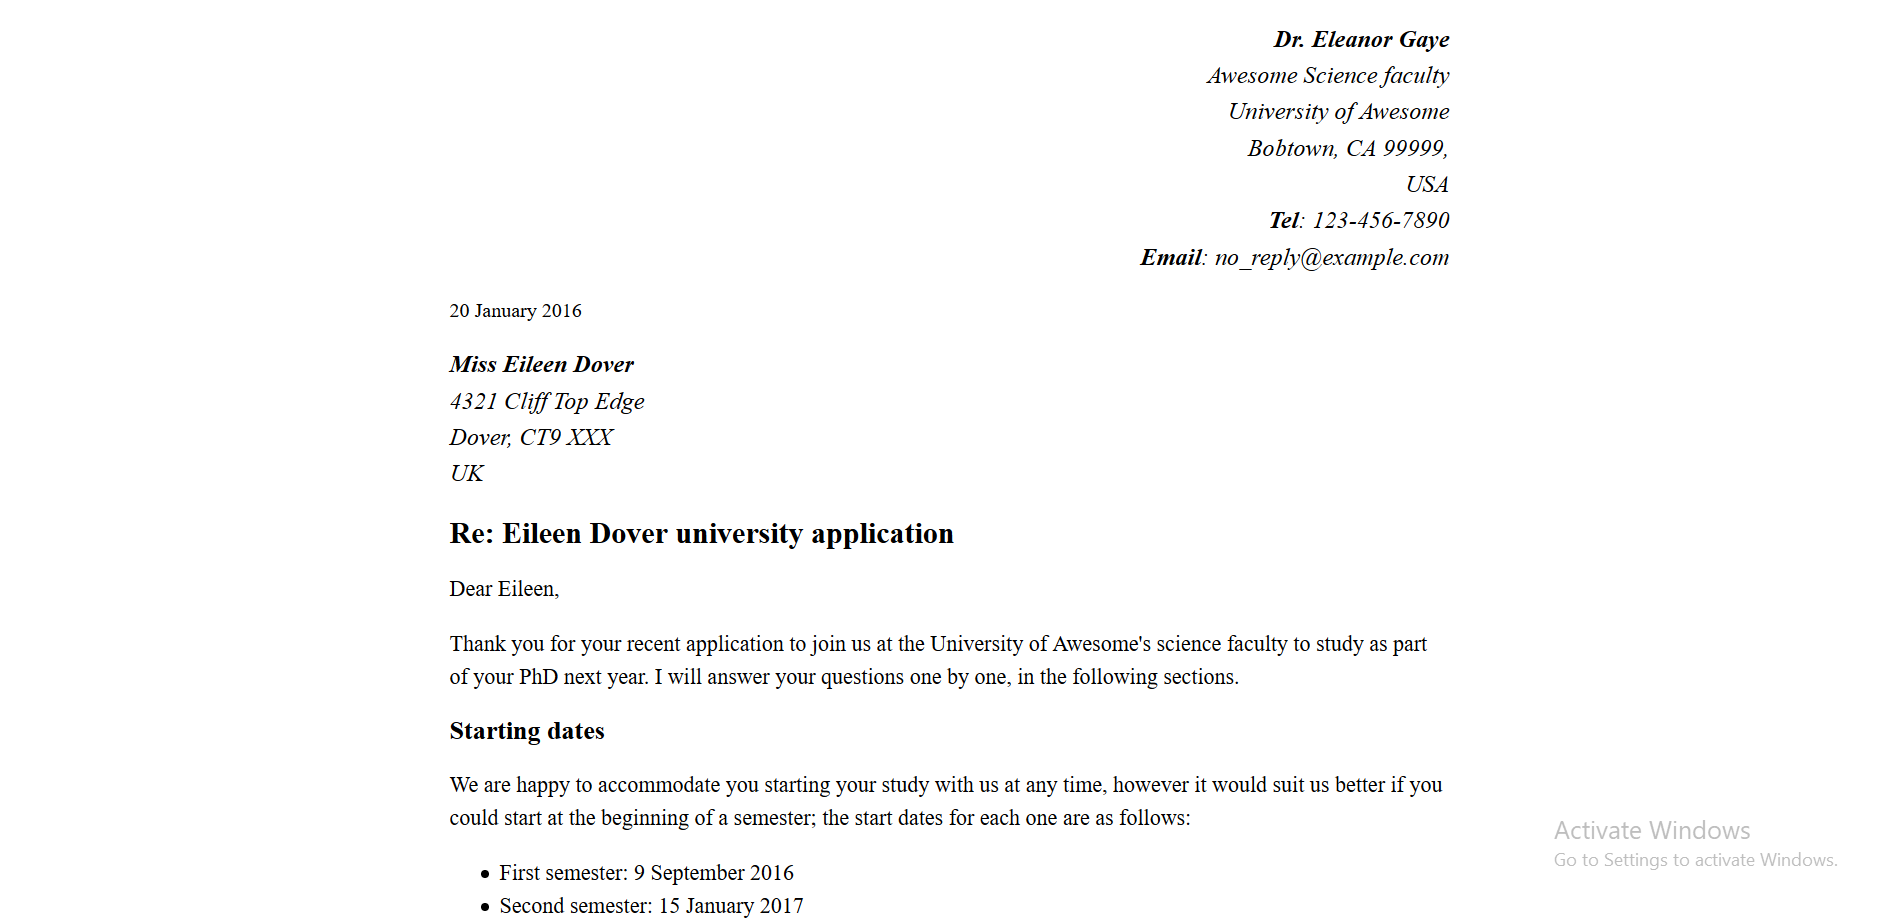 Dr. Eleanor Gaye
Awesome Science faculty
University of Awesome
Bobtown, CA 99999,
USA
Tel: 123-456-7890
Email: no_reply@example.com
20 January 2016
Miss Eileen Dover
4321 Cliff Top Edge
Dover, CT9 XXX
UK
Re: Eileen Dover university application
Dear Eileen,
Thank you for your recent application to join us at the University of Awesome's science faculty to study as part
of your PhD next year. I will answer your questions one by one, in the following sections.
Starting dates
We are happy to accommodate you starting your study with us at any time, however it would suit us better if you
could start at the beginning of a semester; the start dates for each one are as follows:
• First semester: 9 September 2016
• Second semester: 15 January 2017
Activate Windows
Go to Settings to activate Windows.